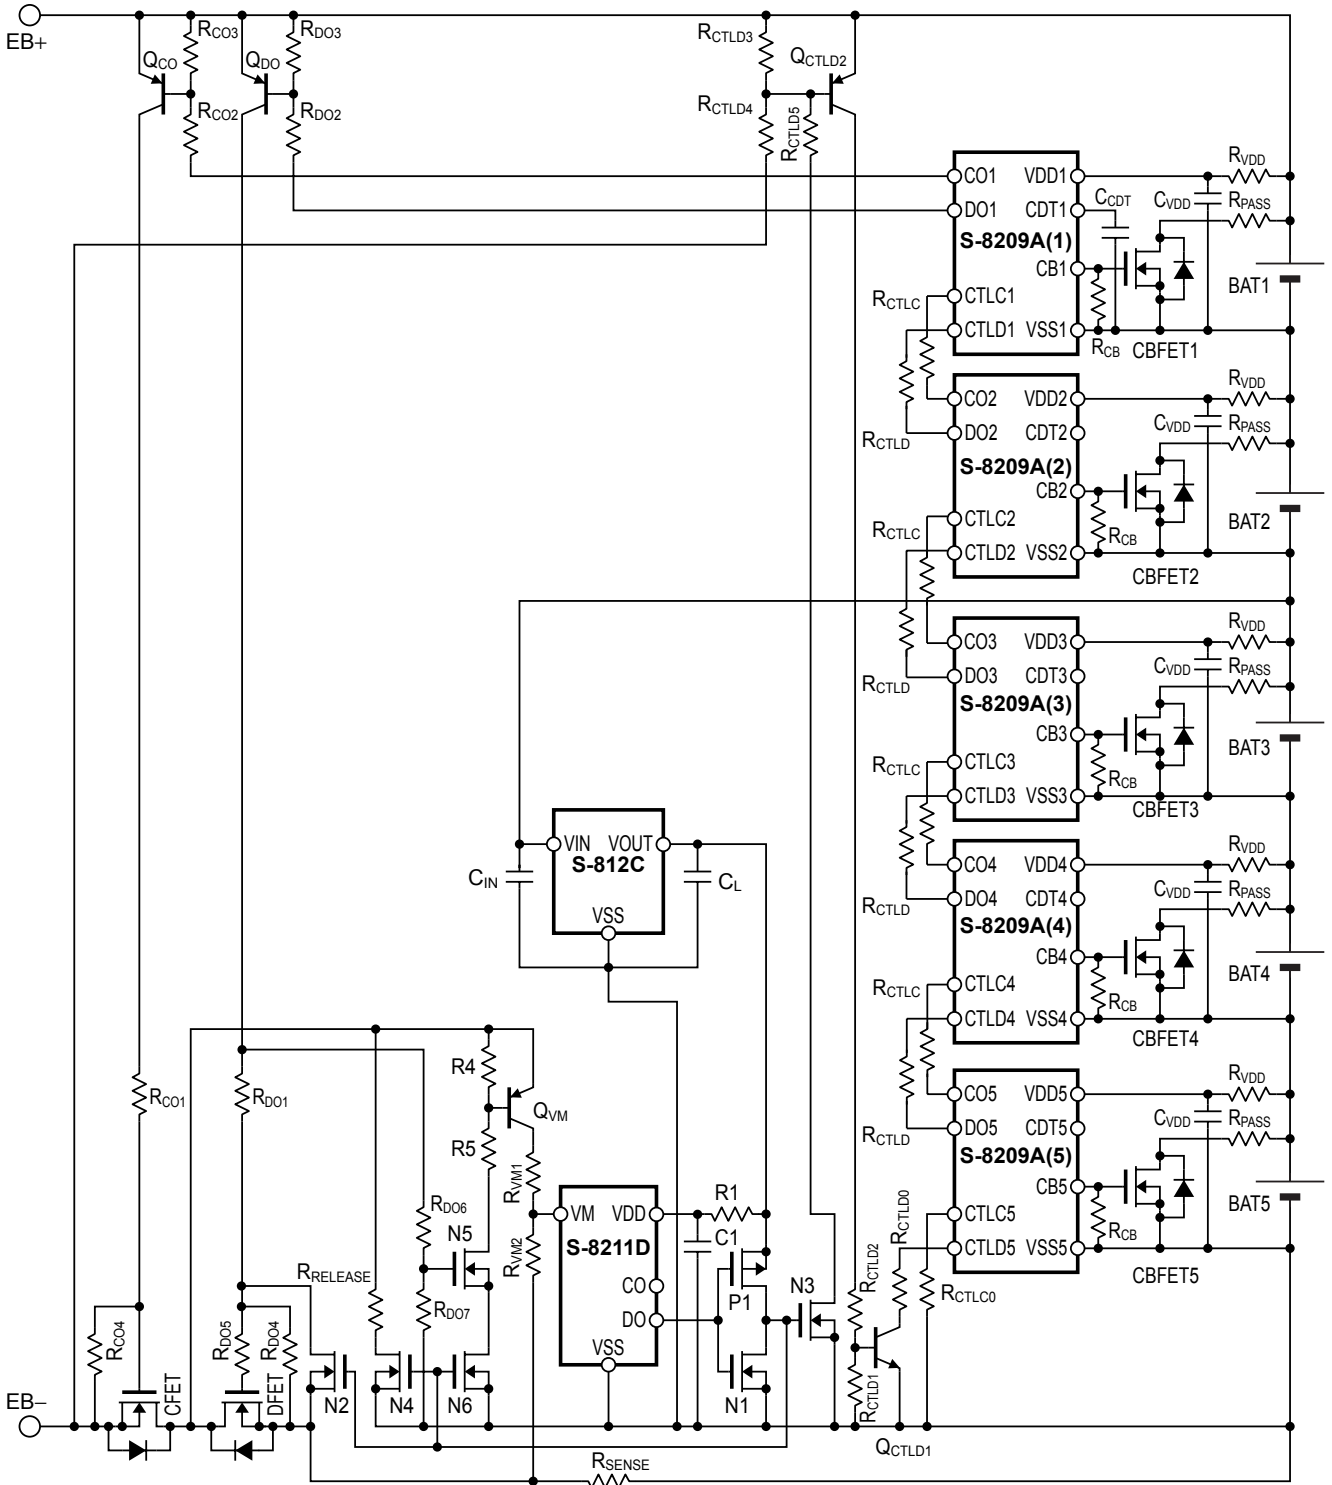 EB+
RCO3
RDO3
RCTLD3
QCO
QDO
QCTLD2
RCO2
RDO2
RCTLD4
RCTLD5
CO1
VDD1
RVDD
DO1
CDT1
CCDT
CVDD
RPASS
S-8209A(1)
CB1
BAT1
RCTLC
CTLC1
CTLD1
VSS1
RCB
CBFET1
CO2
VDD2
RVDD
RCTLD
DO2
CDT2
CVDD
RPASS
S-8209A(2)
CB2
BAT2
RCTLC
CTLC2
RCB
CTLD2
VSS2
CBFET2
CO3
VDD3
RVDD
RCTLD
DO3
CDT3
CVDD
RPASS
S-8209A(3)
CB3
BAT3
RCTLC
CTLC3
RCB
CTLD3
VSS3
CBFET3
VIN
VOUT
S-812C
CIN
CL
VSS
CO4
VDD4
RVDD
RCTLD
DO4
CDT4
CVDD
RPASS
S-8209A(4)
CB4
BAT4
RCTLC
CTLC4
RCB
CTLD4
VSS4
CBFET4
RCO1
RDO1
R4
QVM
R5
RVM1
CO5
VDD5
RVDD
RCTLD
DO5
CDT5
CVDD
RPASS
S-8209A(5)
CB5
BAT5
RCTLD0
CTLC5
RCB
CTLD5
VSS5
CBFET5
RDO6
N5
RVM2
VM
VDD
R1
S-8211D
C1
CO
DO
VSS
P1
N3
RCTLD2
RCTLC0
RRELEASE
RDO7
RCO4
RDO5
RDO4
CFET
DFET
N2
N4
N6
N1
RCTLD1
QCTLD1
EB−
RSENSE